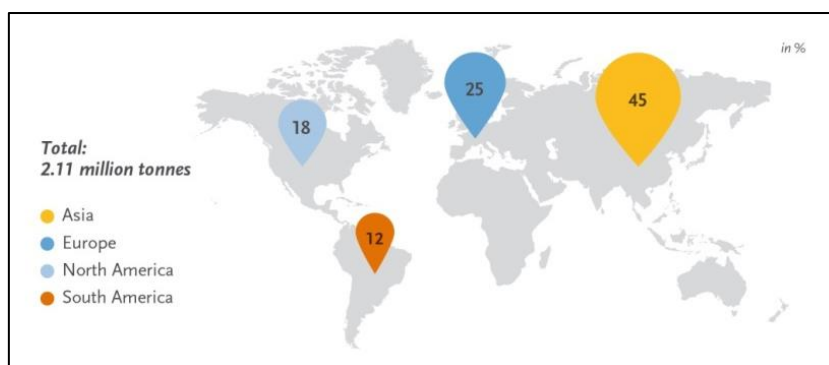 in %
25
45
18
Total:
2.11 million tonnes
Asia
Europe
North America
South America
12